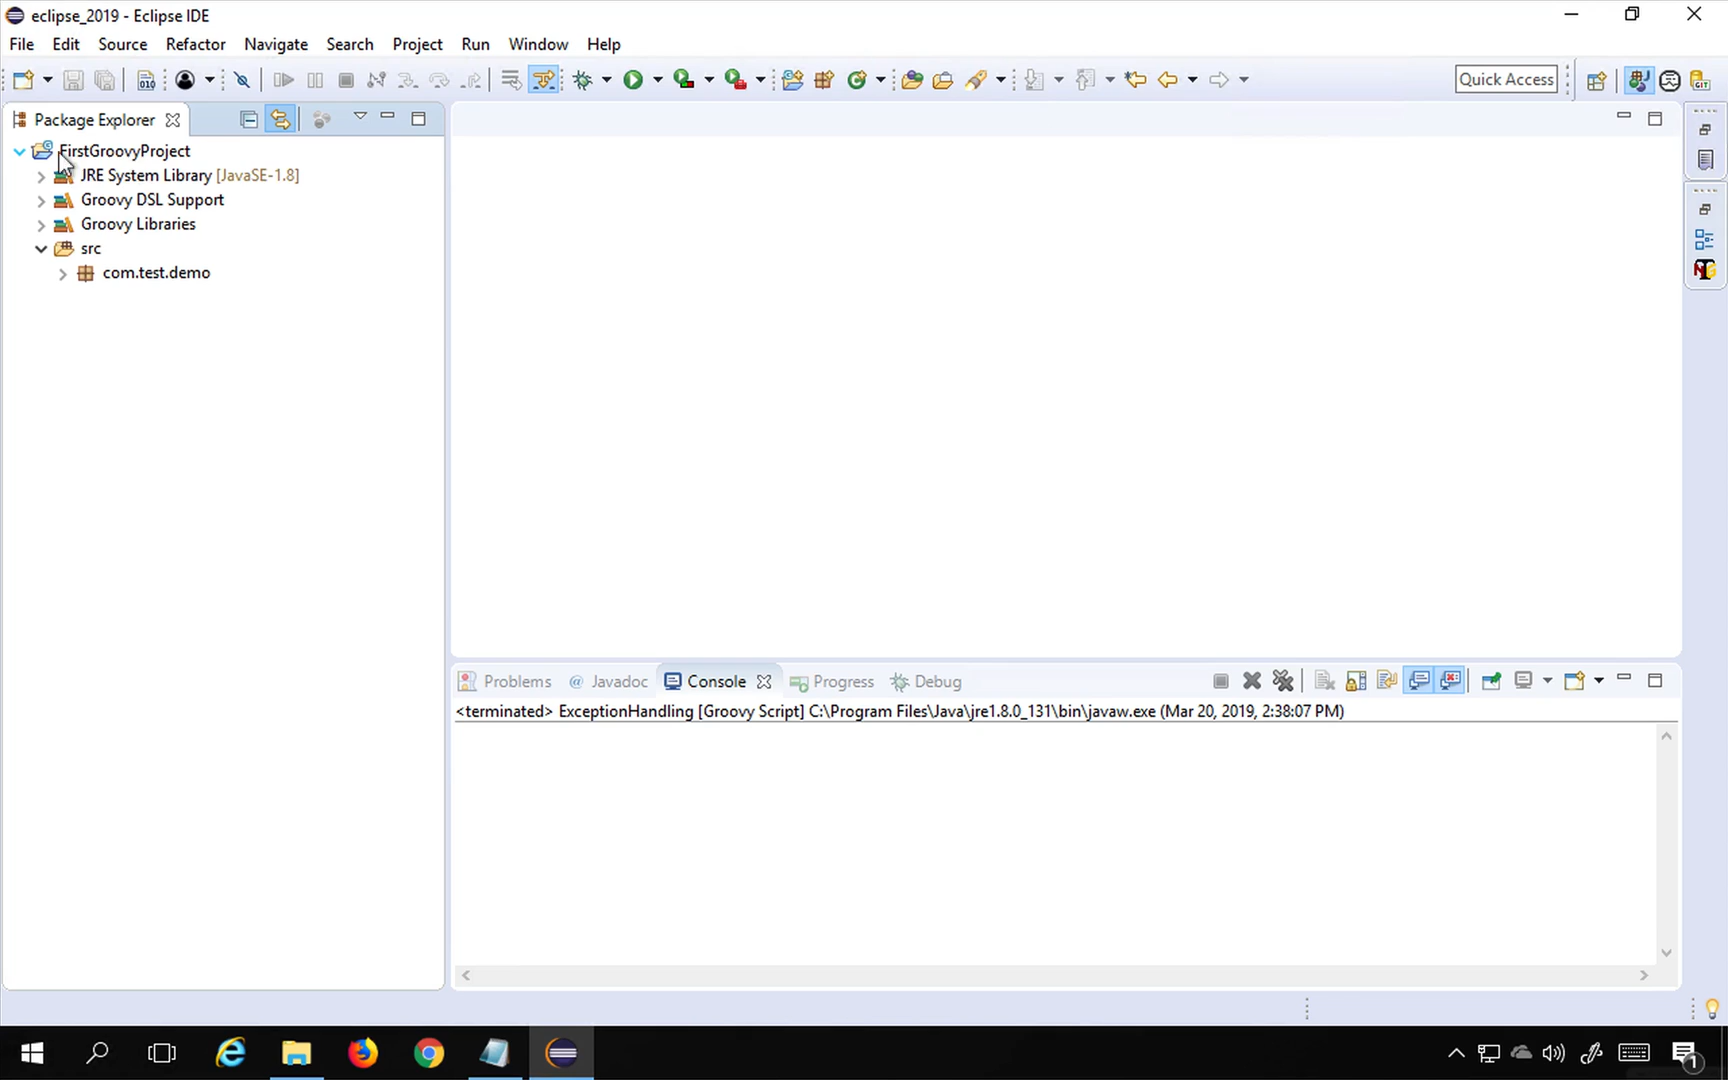 eclipse_2019 - Eclipse IDE
File Edit Source Refactor Navigate Search Project Run Window Help
010
Quick Access
GIT
Package Explorer
FirstGroovyProject
JRE System Library [JavaSE-1.8]
Groovy DSL Support
Groovy Libraries
src
com.test.demo
Problems @ Javadoc Console Progress Debug
<terminated> ExceptionHandling [Groovy Script] C:\Program Files\Java\jre1.8.0_131\bin\javaw.exe (Mar 20, 2019, 2:38:07 PM)
1